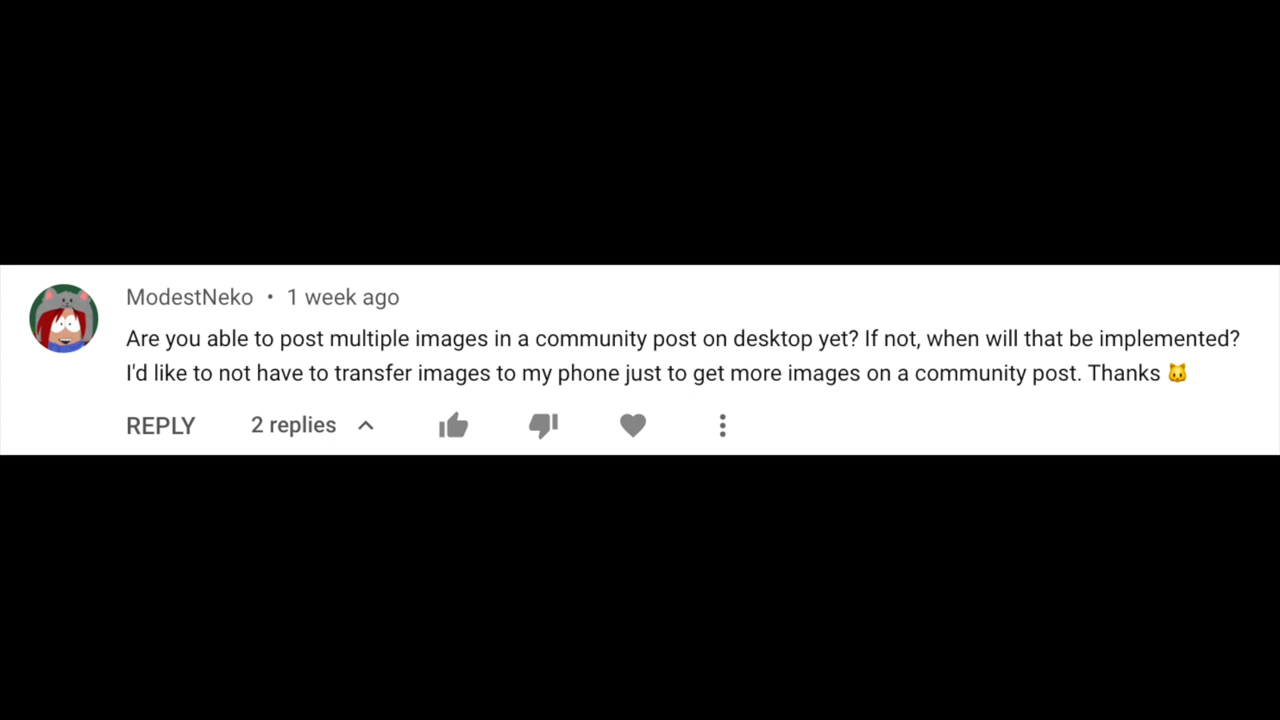 ModestNeko • 1 week ago
Are you able to post multiple images in a community post on desktop yet? If not, when will that be implemented?
I'd like to not have to transfer images to my phone just to get more images on a community post. Thanks 🐱
REPLY 2 replies